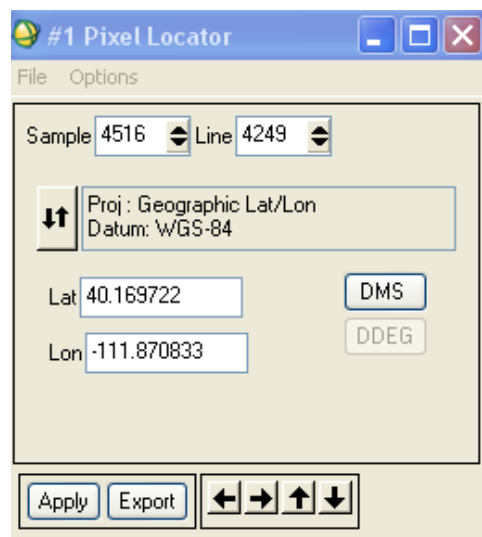 #1 Pixel Locator
File Options
Sample 4516 Line 4249
Proj : Geographic Lat/Lon
Datum: WGS-84
Lat 40.169722 DMS
Lon -111.870833 DDEG
Apply Export